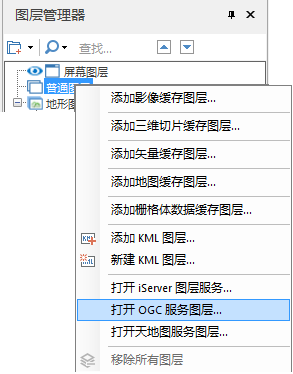 图层管理器
查找...
屏幕图层
普通图层
地形图
添加影像缓存图层...
添加三维切片缓存图层...
添加矢量缓存图层...
添加地图缓存图层...
添加栅格体数据缓存图层...
KML
添加 KML 图层...
新建 KML 图层...
打开 iServer 图层服务...
打开 OGC 服务图层...
打开天地图服务图层...
移除所有图层